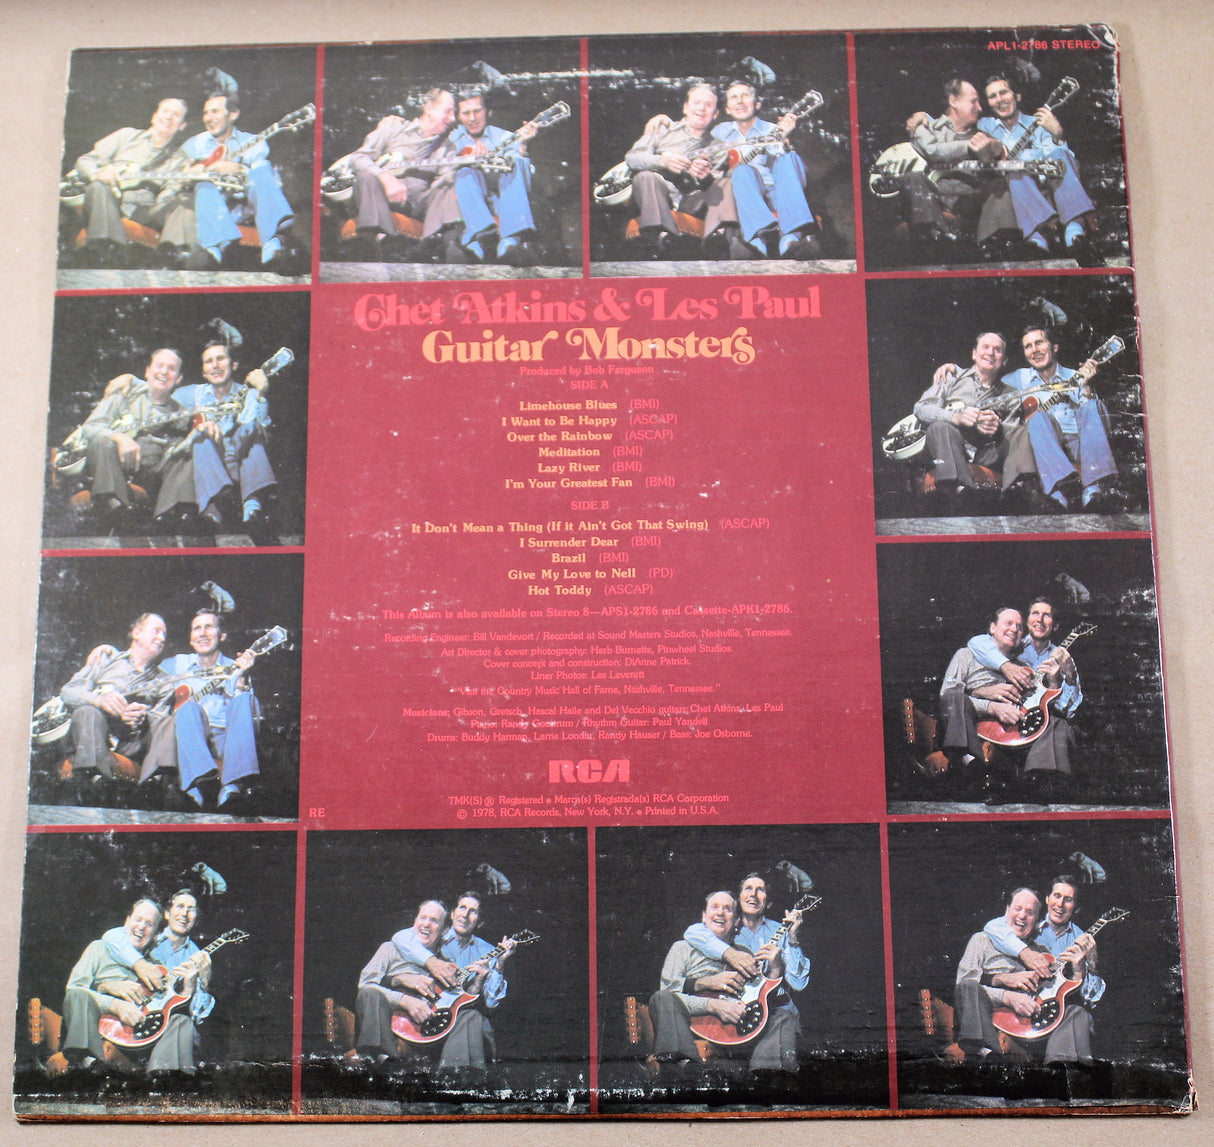 APL1-2786 STEREO
Chet Atkins & Les Paul
Guitar Monsters
Produced by Bob Ferguson
SIDE A
Limehouse Blues (BMI)
I Want to Be Happy (ASCAP)
Over the Rainbow (ASCAP)
Meditation (BMI)
Lazy River (BMI)
I'm Your Greatest Fan (BMI)
SIDE B
It Don't Mean a Thing (If it Ain't Got That Swing) (ASCAP)
I Surrender Dear (BMI)
Brazil (BMI)
Give My Love to Nell (PD)
Hot Toddy (ASCAP)
This Album is also available on Stereo 8—APS1-2786 and Cassette-APK1-2786.
Recording Engineer: Bill Vandevort / Recorded at Sound Masters Studios, Nashville, Tennessee.
Art Director & cover photography: Herb Burnette, Pinwheel Studios.
Cover concept and construction: DiAnne Patrick.
Liner Photos: Les Leverett
"Visit the Country Music Hall of Fame, Nashville, Tennessee."
Musicians: Gibson, Gretsch, Hascal Haile and Del Vecchio guitars: Chet Atkins, Les Paul
Piano: Randy Goodrum / Rhythm Guitar: Paul Yandell
Drums: Buddy Harman, Larrie Londin, Randy Hauser / Bass: Joe Osborne.
RCA
TMK(S) ® Registered • Marca(s) Registrada(s) RCA Corporation
© 1978, RCA Records, New York, N.Y. • Printed in U.S.A.
RE